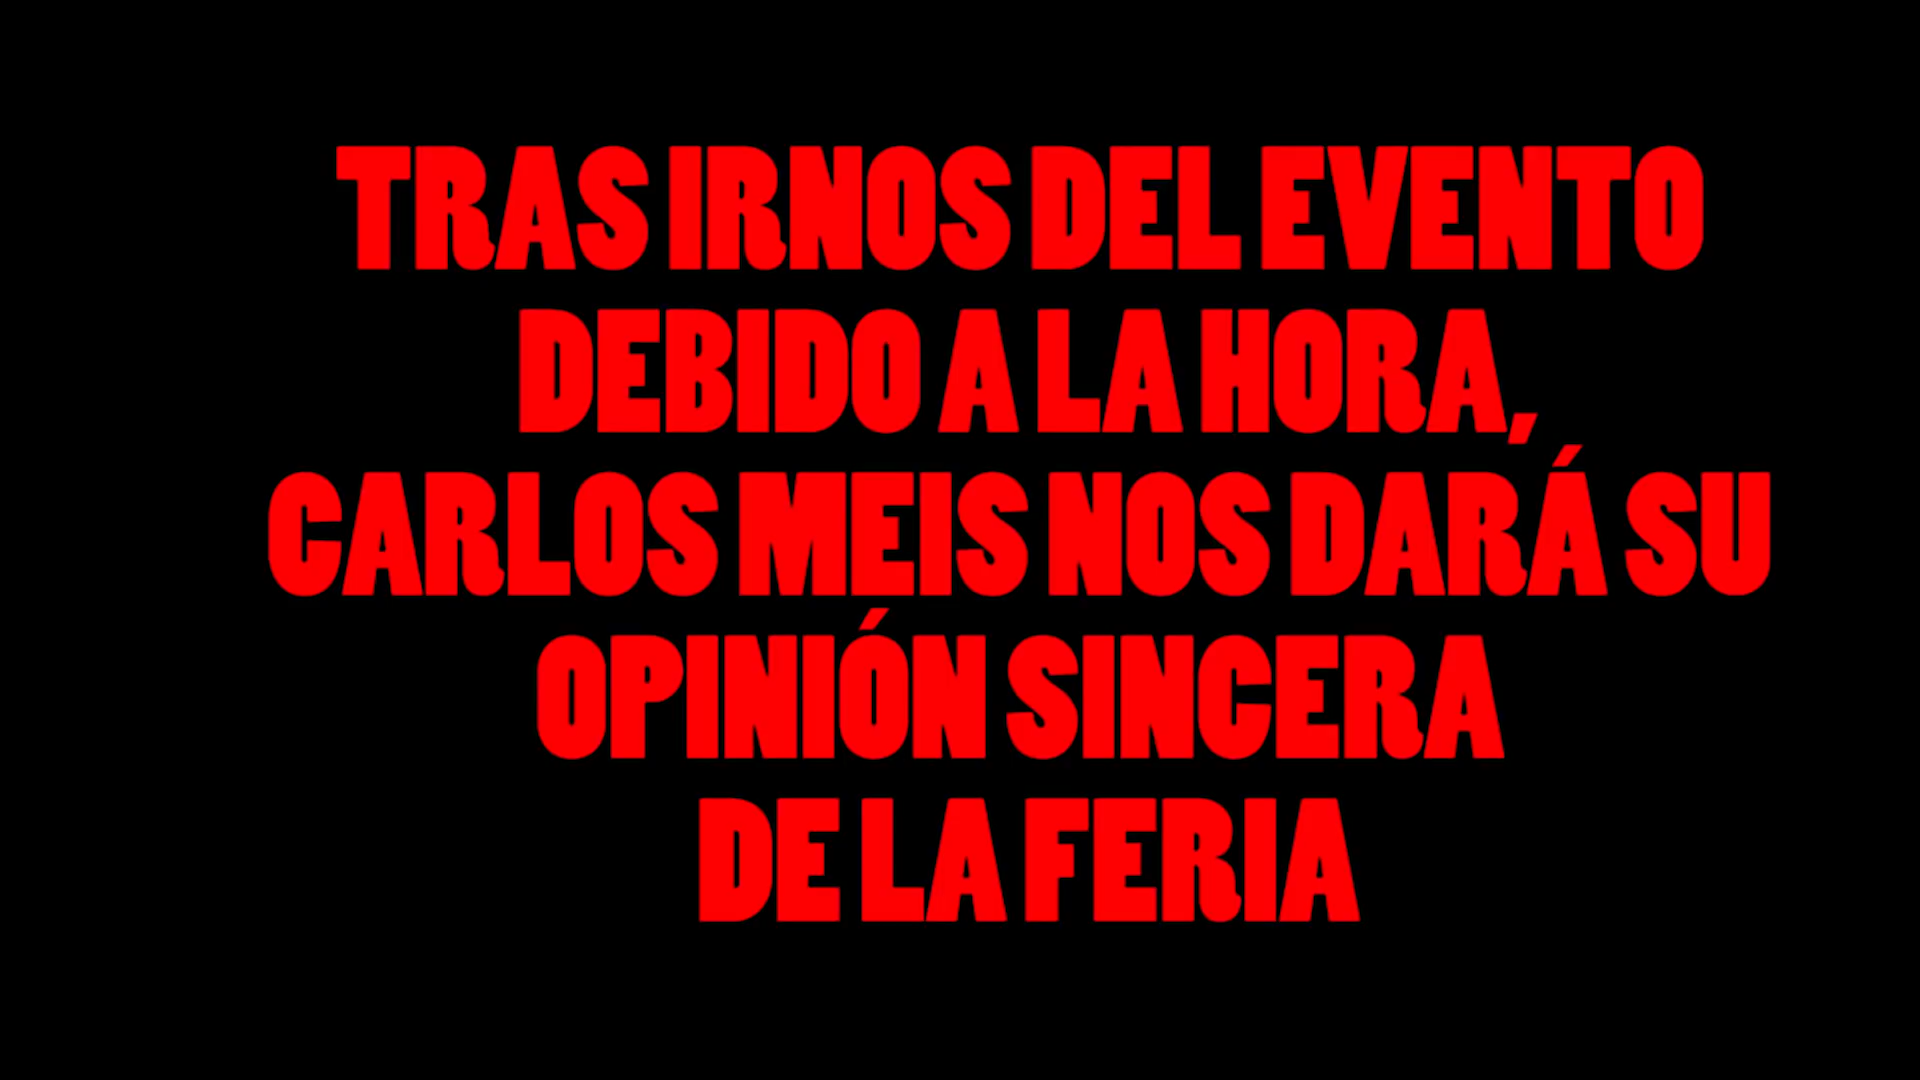 TRAS IRNOS DEL EVENTO
DEBIDO A LA HORA,
CARLOS MEIS NOS DARÁ SU
OPINIÓN SINCERA
DE LA FERIA